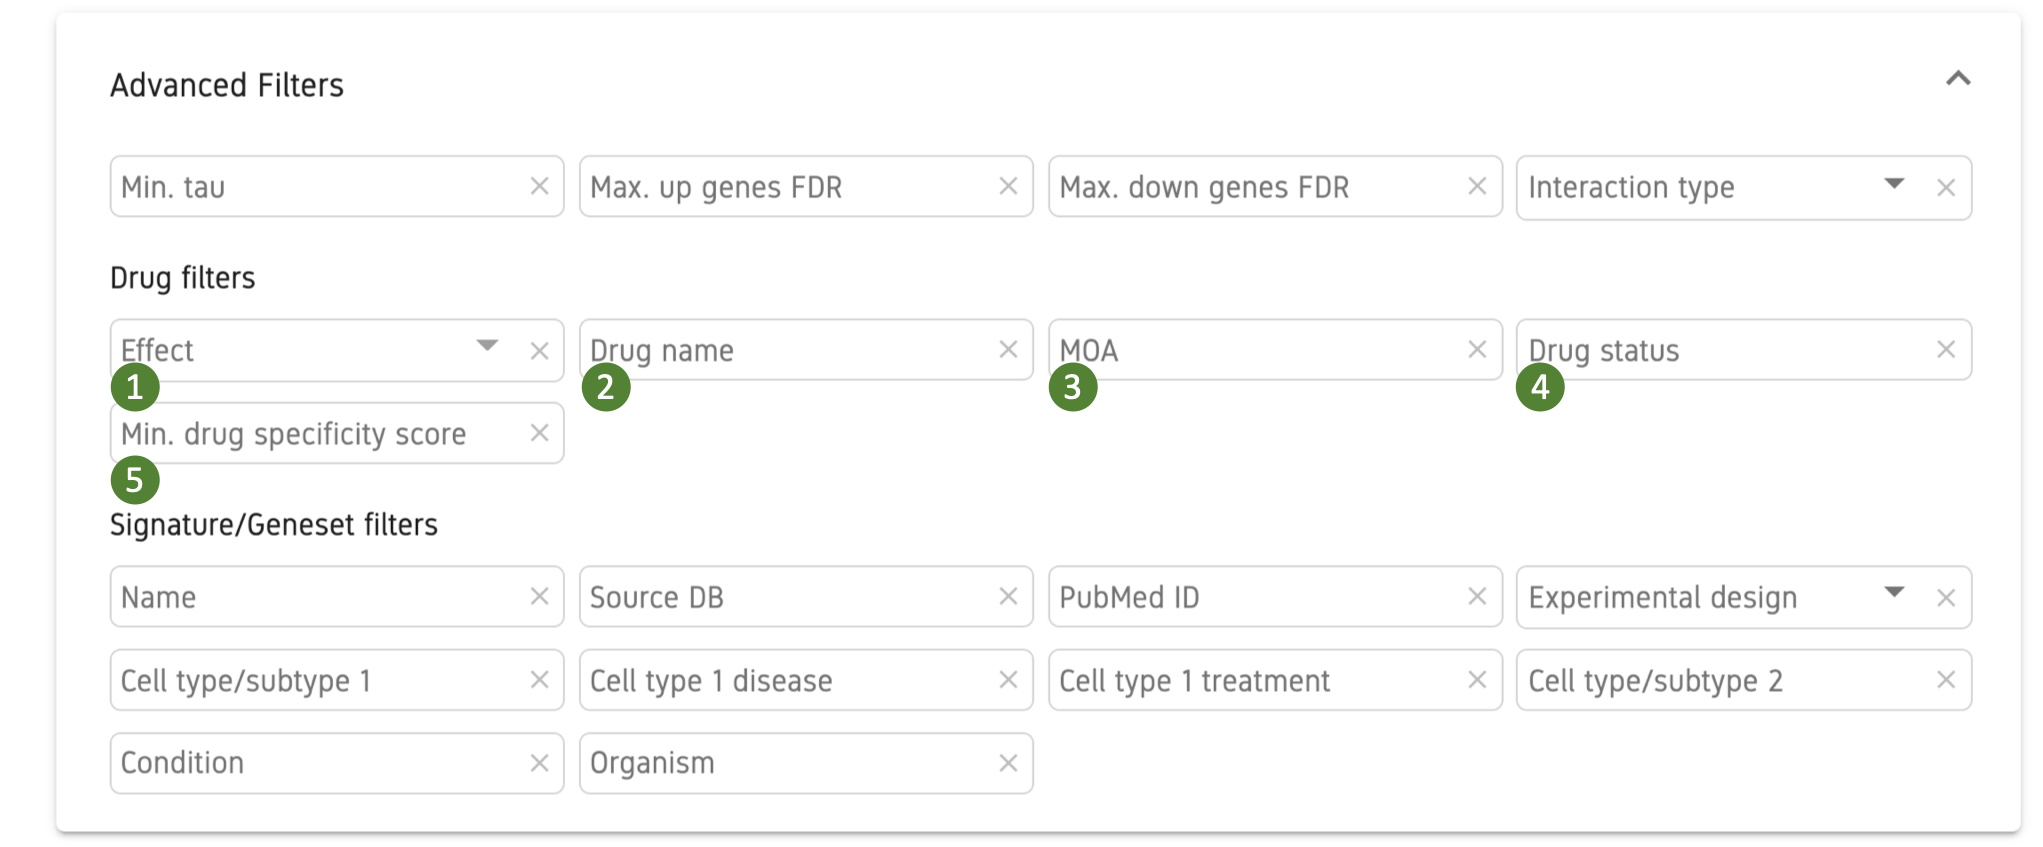 Advanced Filters
Min. tau
Max. up genes FDR
Max. down genes FDR
Interaction type
Drug filters
Effect
Drug name
MOA
Drug status
1
2
3
4
Min. drug specificity score
5
Signature/Geneset filters
Name
Source DB
PubMed ID
Experimental design
Cell type/subtype 1
Cell type 1 disease
Cell type 1 treatment
Cell type/subtype 2
Condition
Organism